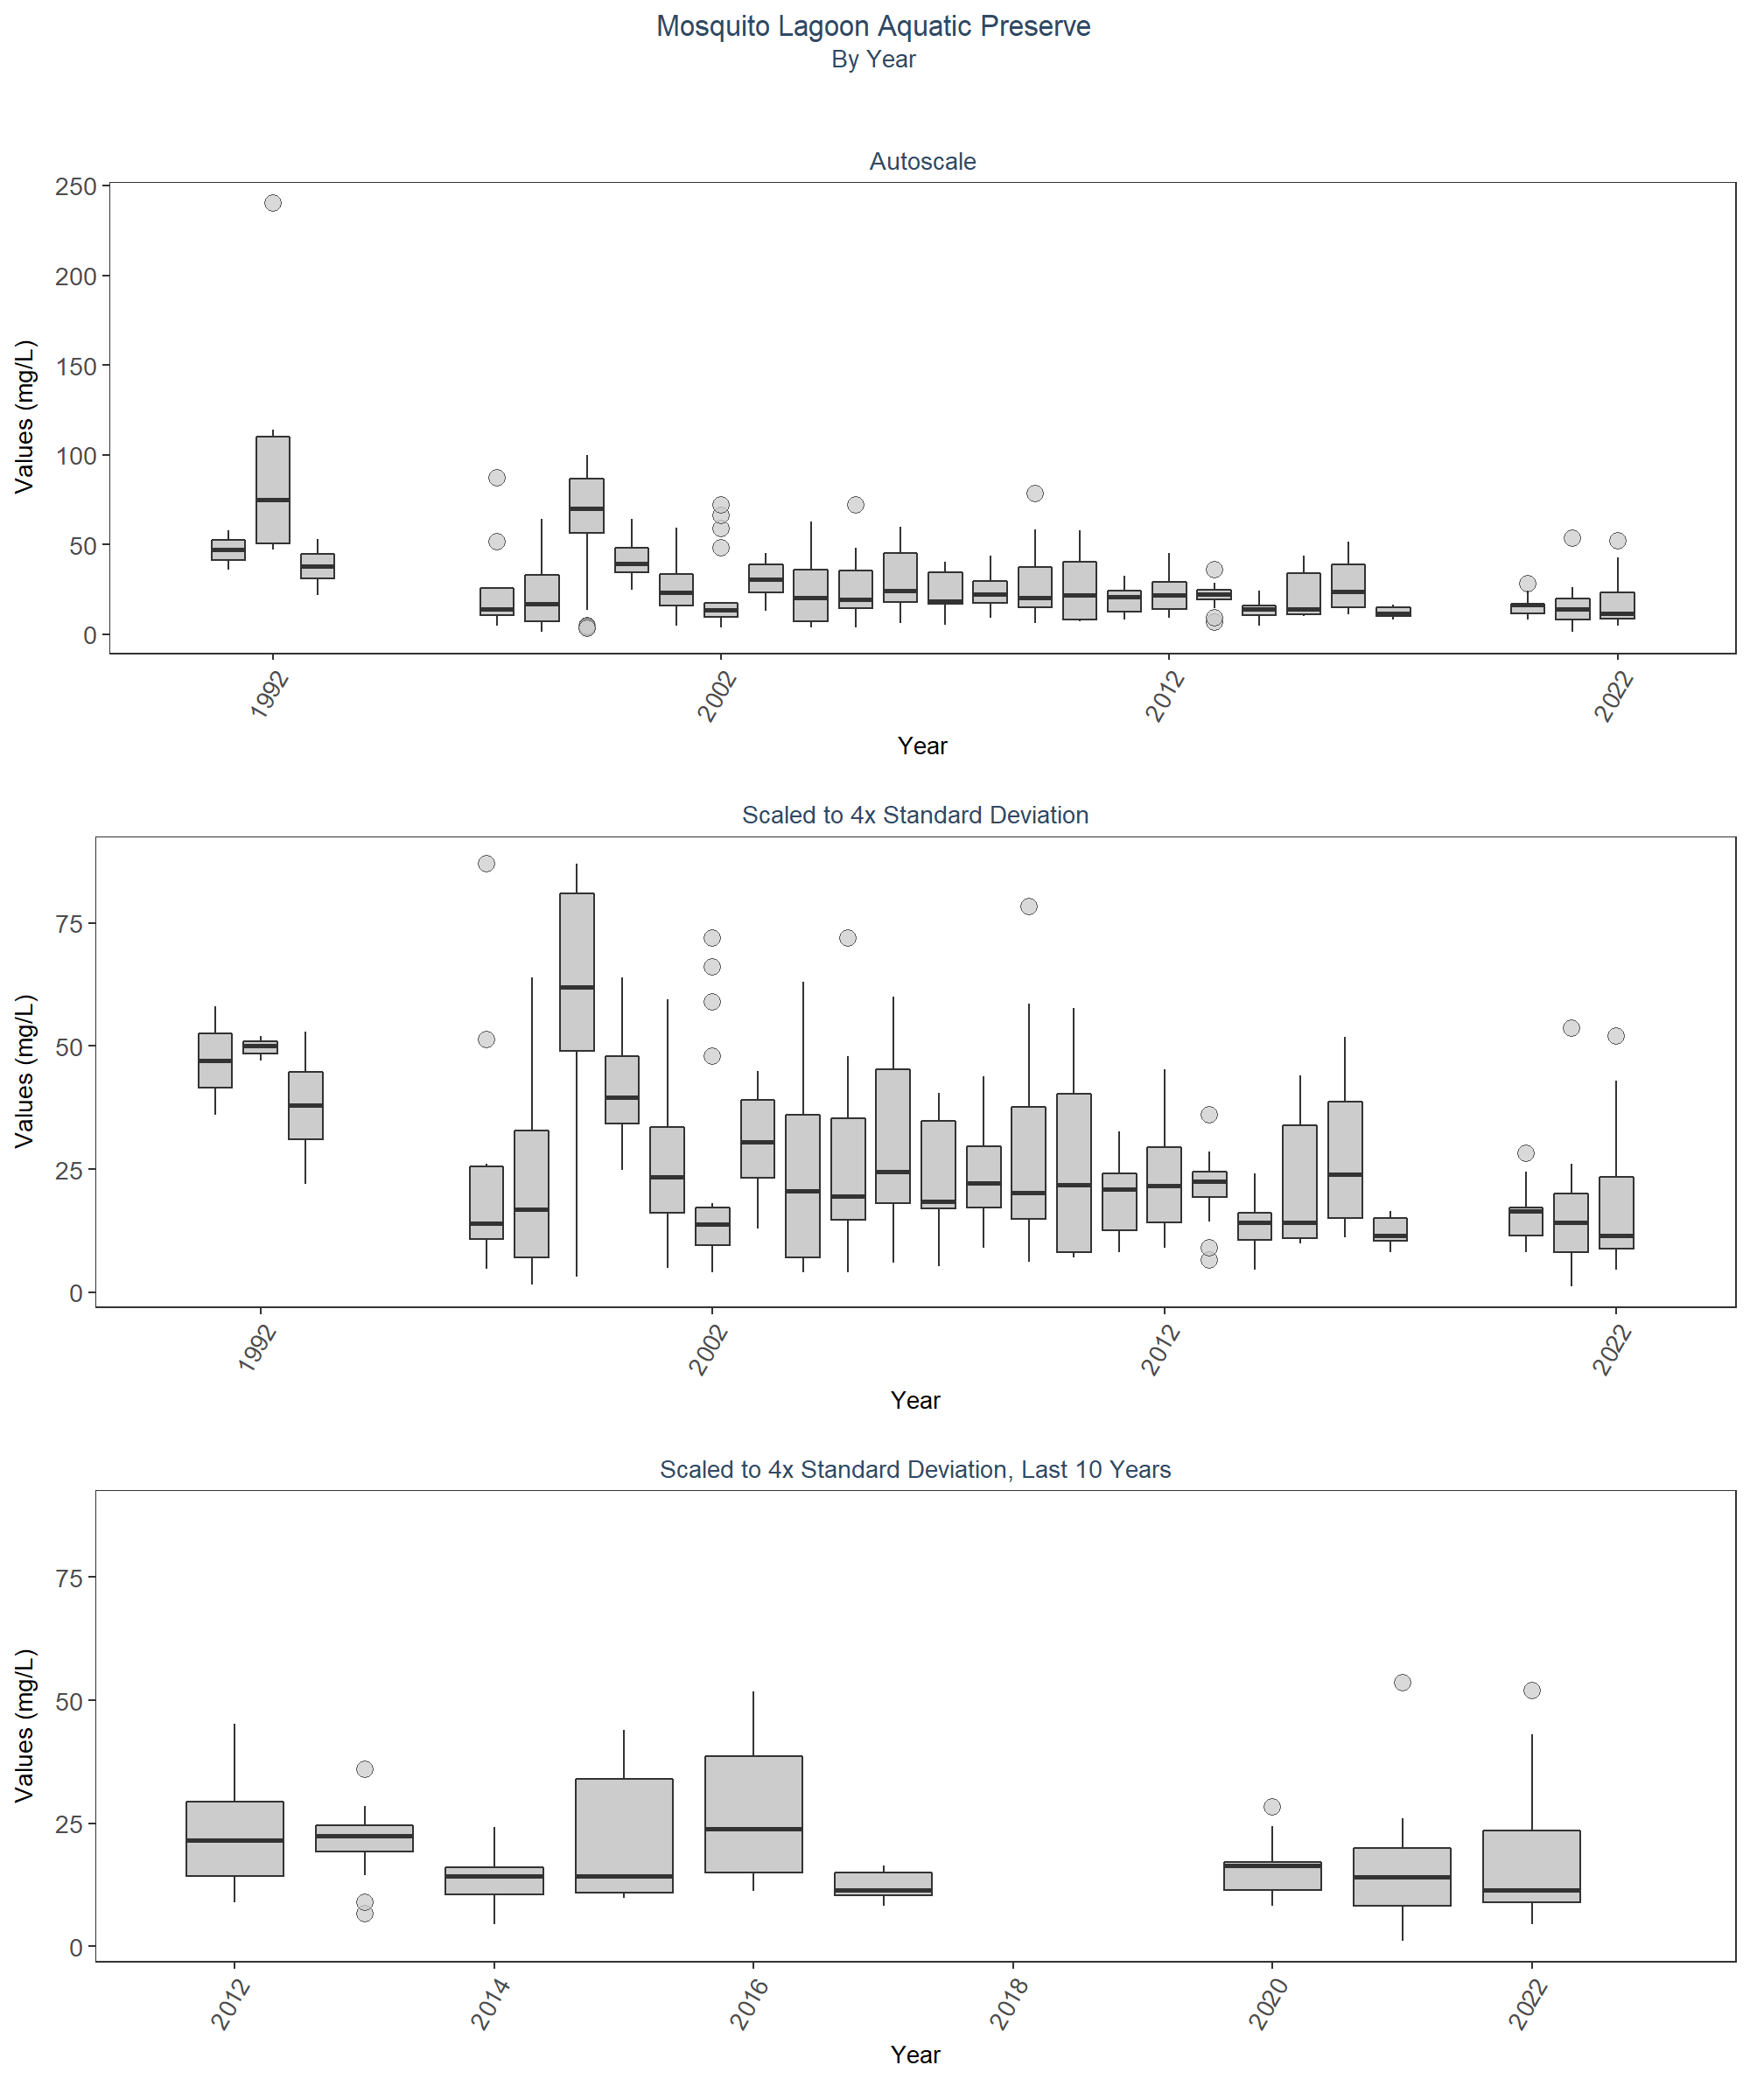 Mosquito Lagoon Aquatic Preserve
By Year
Autoscale
Values (mg/L)
250
200
150
100
50
0
1992
2002
2012
2022
Year
Scaled to 4x Standard Deviation
Values (mg/L)
75
50
25
0
1992
2002
2012
2022
Year
Scaled to 4x Standard Deviation, Last 10 Years
Values (mg/L)
75
50
25
0
2012
2014
2016
2018
2020
2022
Year